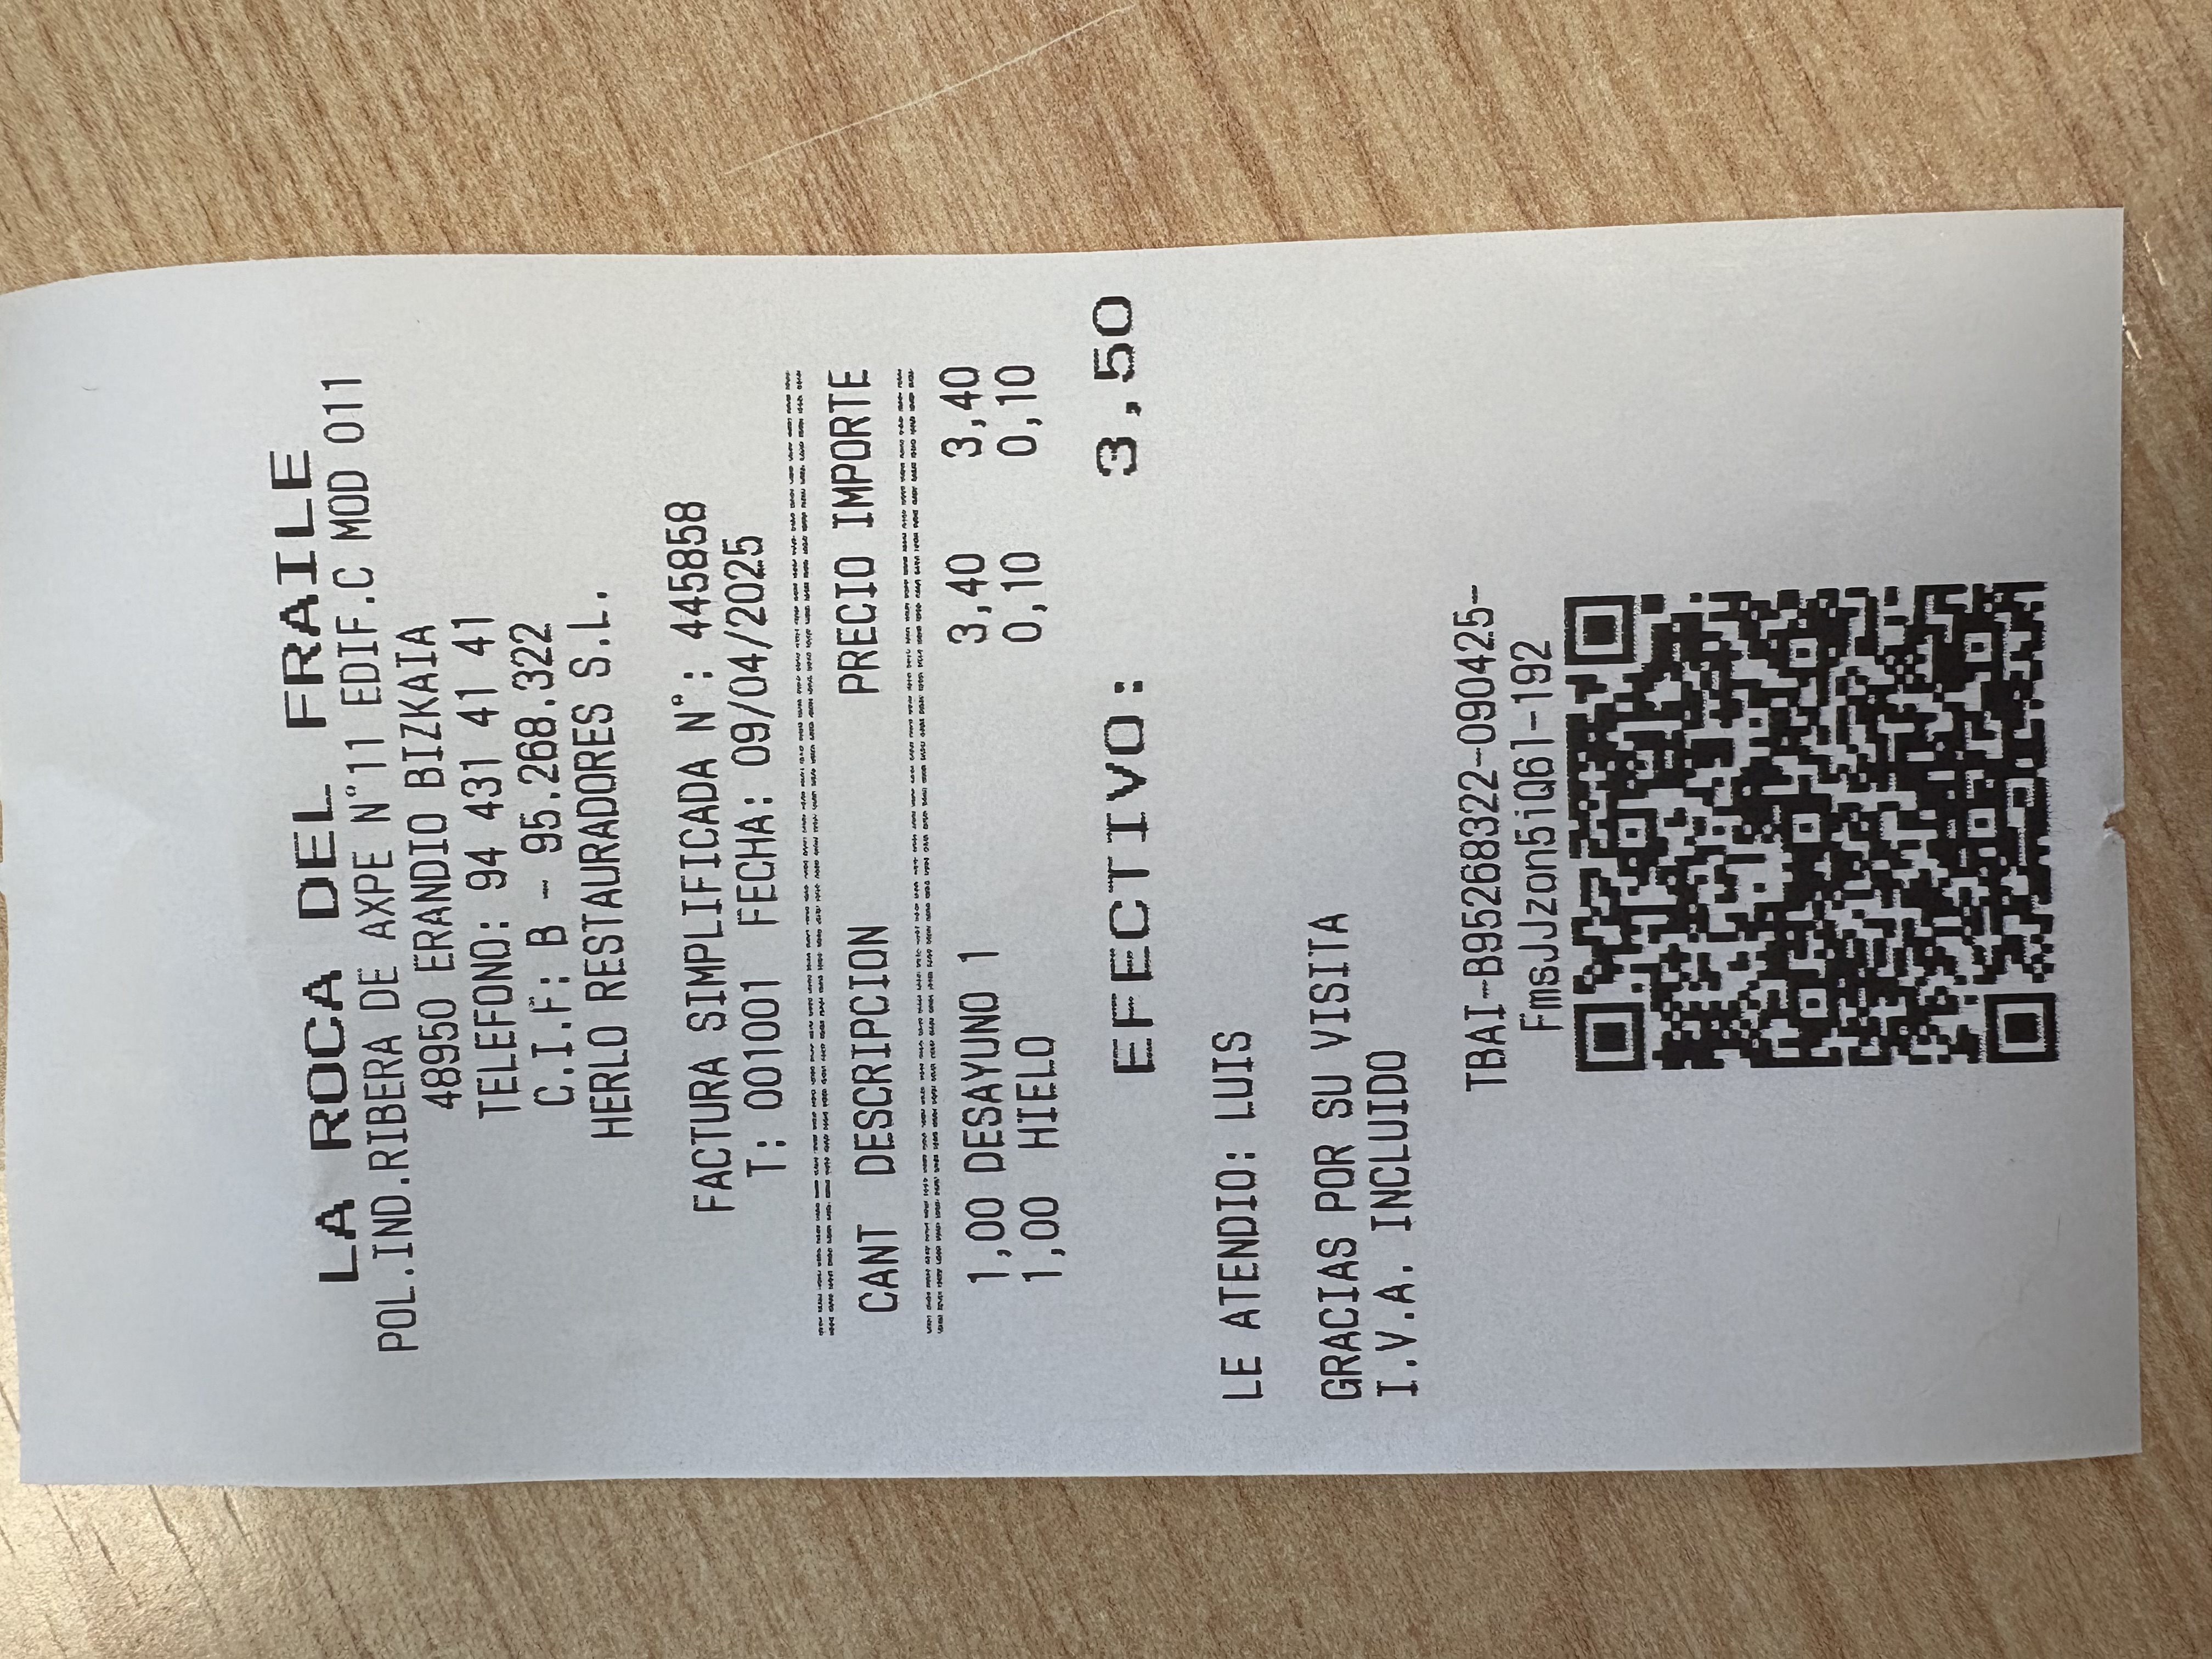 LA ROCA DEL FRAILE
POL.IND.RIBERA DE AXPE N°11 EDIF.C MOD 011
48950 ERANDIO BIZKAIA
TELEFONO: 94 431 41 41
C.I.F: B - 95.268.322
HERLO RESTAURADORES S.L.
FACTURA SIMPLIFICADA N°: 445858
T: 001001 FECHA: 09/04/2025
CANT DESCRIPCION PRECIO IMPORTE
1,00 DESAYUNO 1 3,40 3,40
1,00 HIELO 0,10 0,10
EFECTIVO: 3,50
LE ATENDIO: LUIS
GRACIAS POR SU VISITA
I.V.A. INCLUIDO
TBAI-B95268322-090425-
FmsJJzon5iQ6l-192